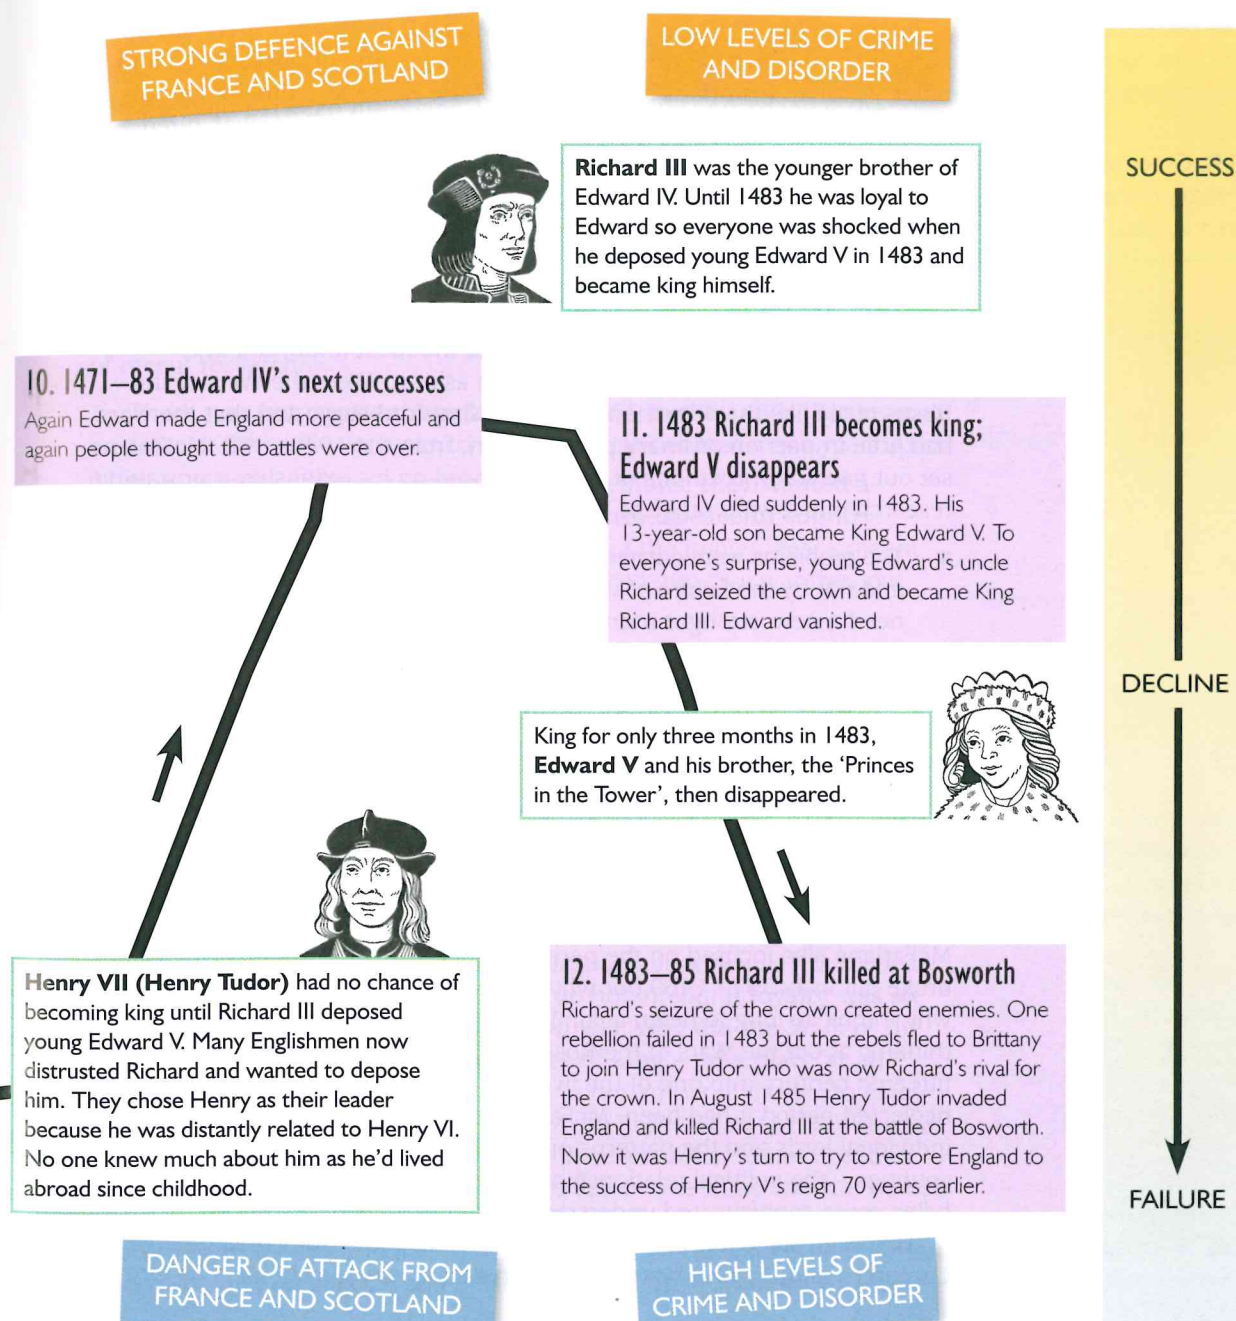 STRONG DEFENCE AGAINST
FRANCE AND SCOTLAND
LOW LEVELS OF CRIME
AND DISORDER
Richard III was the younger brother of
Edward IV. Until 1483 he was loyal to
Edward so everyone was shocked when
he deposed young Edward V in 1483 and
became king himself.
10. 1471–83 Edward IV's next successes
Again Edward made England more peaceful and
again people thought the battles were over.
11. 1483 Richard III becomes king;
Edward V disappears
Edward IV died suddenly in 1483. His
13-year-old son became King Edward V. To
everyone's surprise, young Edward's uncle
Richard seized the crown and became King
Richard III. Edward vanished.
King for only three months in 1483,
Edward V and his brother, the 'Princes
in the Tower', then disappeared.
Henry VII (Henry Tudor) had no chance of
becoming king until Richard III deposed
young Edward V. Many Englishmen now
distrusted Richard and wanted to depose
him. They chose Henry as their leader
because he was distantly related to Henry VI.
No one knew much about him as he'd lived
abroad since childhood.
12. 1483–85 Richard III killed at Bosworth
Richard's seizure of the crown created enemies. One
rebellion failed in 1483 but the rebels fled to Brittany
to join Henry Tudor who was now Richard's rival for
the crown. In August 1485 Henry Tudor invaded
England and killed Richard III at the battle of Bosworth.
Now it was Henry's turn to try to restore England to
the success of Henry V's reign 70 years earlier.
DANGER OF ATTACK FROM
FRANCE AND SCOTLAND
HIGH LEVELS OF
CRIME AND DISORDER
SUCCESS
DECLINE
FAILURE